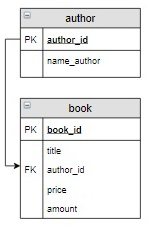 author
PK author_id
name_author
book
PK book_id
title
FK author_id
price
amount